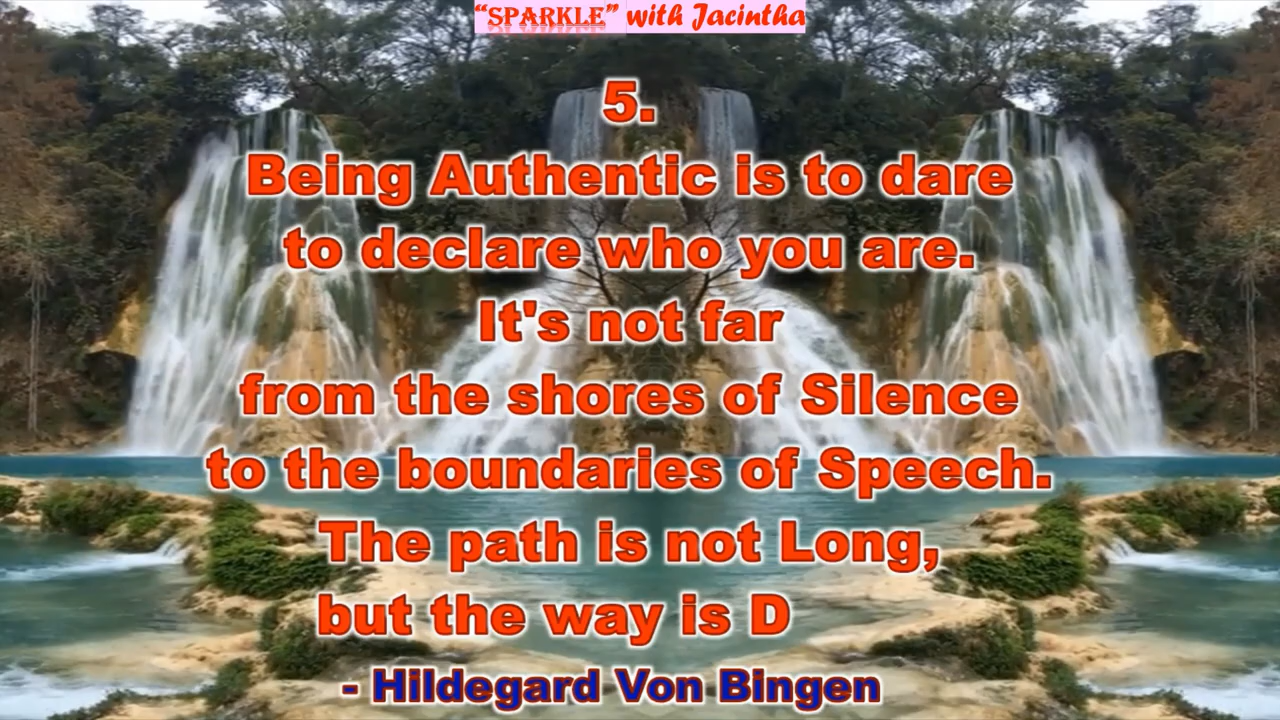 “SPARKLE” with Jacintha
5.
Being Authentic is to dare
to declare who you are.
It's not far
from the shores of Silence
to the boundaries of Speech.
The path is not Long,
but the way is D
- Hildegard Von Bingen